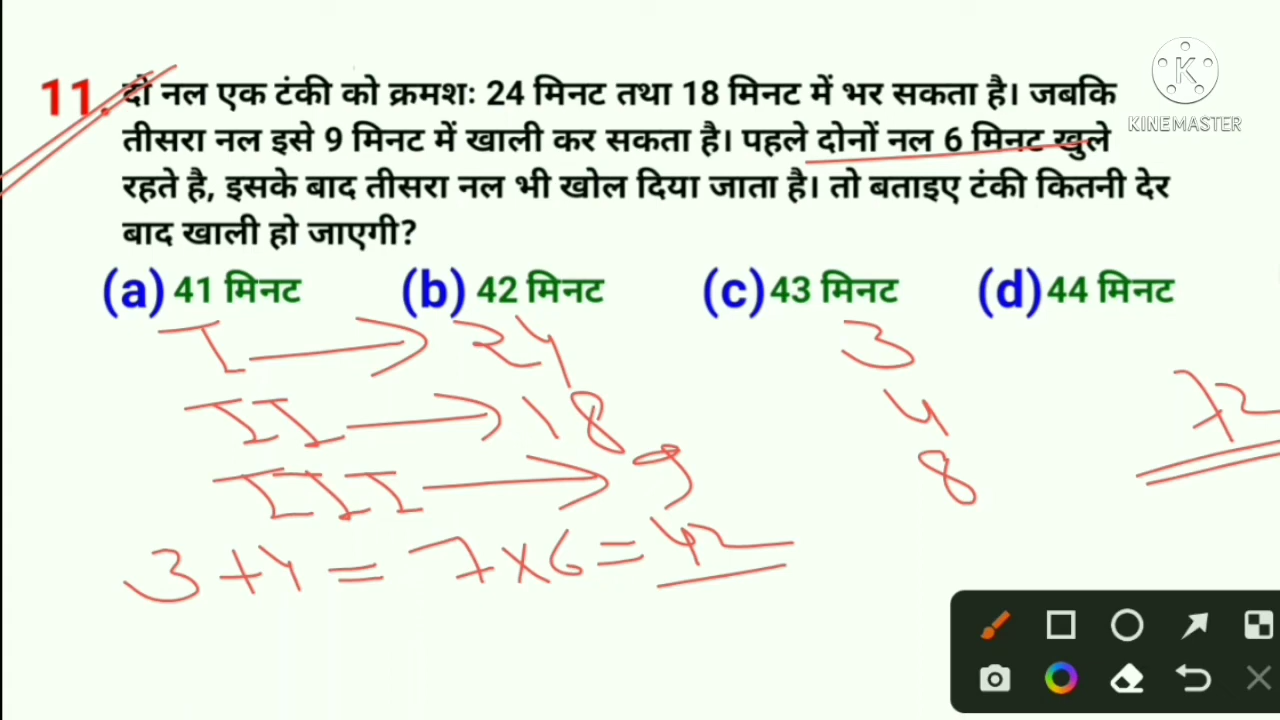 11. दो नल एक टंकी को क्रमशः 24 मिनट तथा 18 मिनट में भर सकता है। जबकि
तीसरा नल इसे 9 मिनट में खाली कर सकता है। पहले दोनों नल 6 मिनट खुले
रहते है, इसके बाद तीसरा नल भी खोल दिया जाता है। तो बताइए टंकी कितनी देर
बाद खाली हो जाएगी?
K
KINEMASTER
(a) 41 मिनट (b) 42 मिनट (c) 43 मिनट (d) 44 मिनट
I → 24 3
II → 18 4 72
III → 9 8
3 + 4 = 7 × 6 = 42